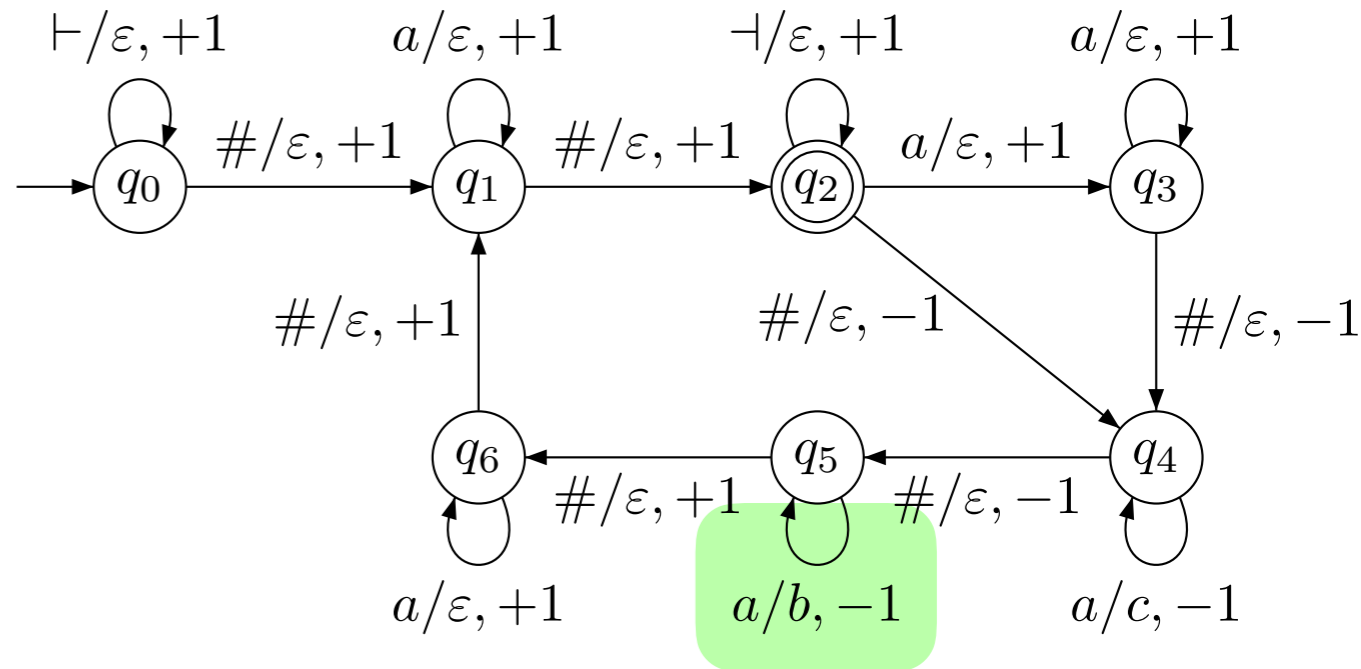 ⊢/ε, +1 a/ε, +1 ⊣/ε, +1 a/ε, +1
#/ε, +1 #/ε, +1 a/ε, +1
q₀ q₁ q₂ q₃
#/ε, +1 #/ε, −1 #/ε, −1
q₆ q₅ q₄
#/ε, +1 #/ε, −1
a/ε, +1 a/b, −1 a/c, −1